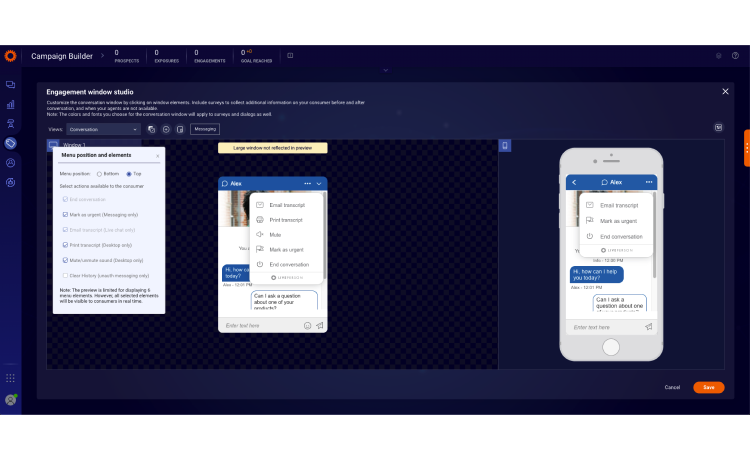 Campaign Builder
0
PROSPECTS
0
EXPOSURES
0
ENGAGEMENTS
0
GOAL REACHED
Engagement window studio
Customize the conversation window by clicking on window elements. Include surveys to collect additional information on your consumer before and after
conversation, and when your agents are not available
Note: The colors and fonts you choose for the conversation window will apply to surveys and dialogs as well.
Views:
Conversation
Messaging
Window 1
Menu position and elements
Menu position:
Bottom
Top
Select actions available to the consumer
End conversation
Mark as urgent (Messaging only)
Email transcript (Live chat only)
Print transcript (Desktop only)
Mute/unmute sound (Desktop only)
Clear History (unauth messaging only)
Note: The preview is limited for displaying 6
menu elements. However, all selected elements
will be visible to consumers in real time.
Large window not reflected in preview
Alex
Email transcript
Print transcript
Mute
Mark as urgent
End conversation
LIVEPERSON
Hi, how ca
today?
Alex - 12:01 PM
Can I ask a question
about one of your
products?
Enter text here
Alex
Email transcript
Mark as urgent
End conversation
LIVEPERSON
Info - 12:00 PM
Hi, how can I help
you today?
Alex - 12:01 PM
Can I ask a
question about one
Enter text here
Cancel
Save